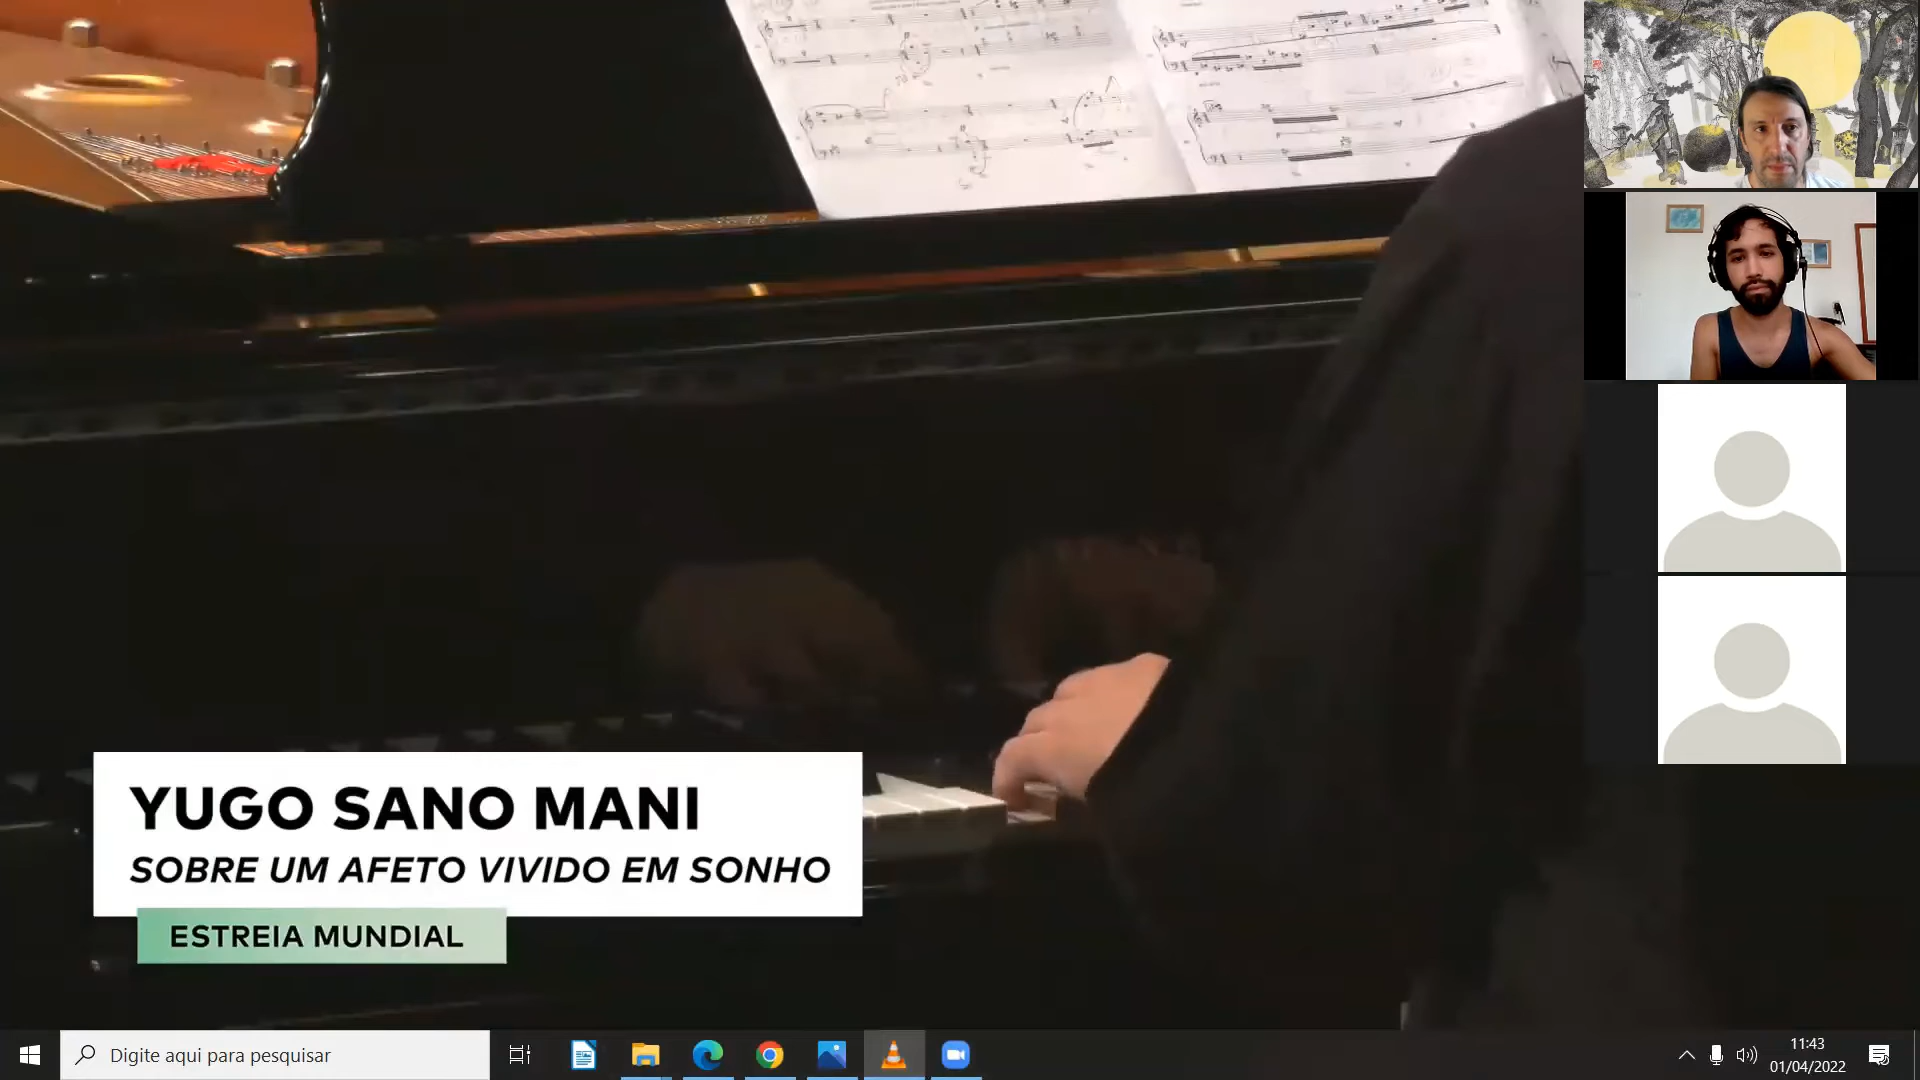 YUGO SANO MANI
SOBRE UM AFETO VIVIDO EM SONHO
ESTREIA MUNDIAL
Digite aqui para pesquisar
11:43
01/04/2022